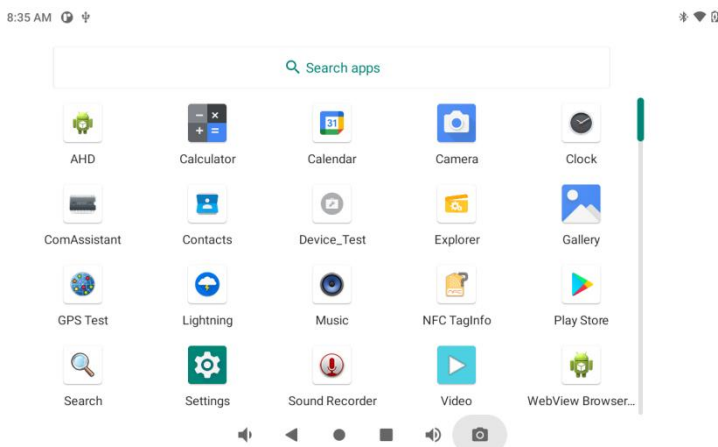 8:35 AM
Search apps
31
AHD
Calculator
Calendar
Camera
Clock
ComAssistant
Contacts
Device_Test
Explorer
Gallery
GPS Test
Lightning
Music
NFC TagInfo
Play Store
Search
Settings
Sound Recorder
Video
WebView Browser...